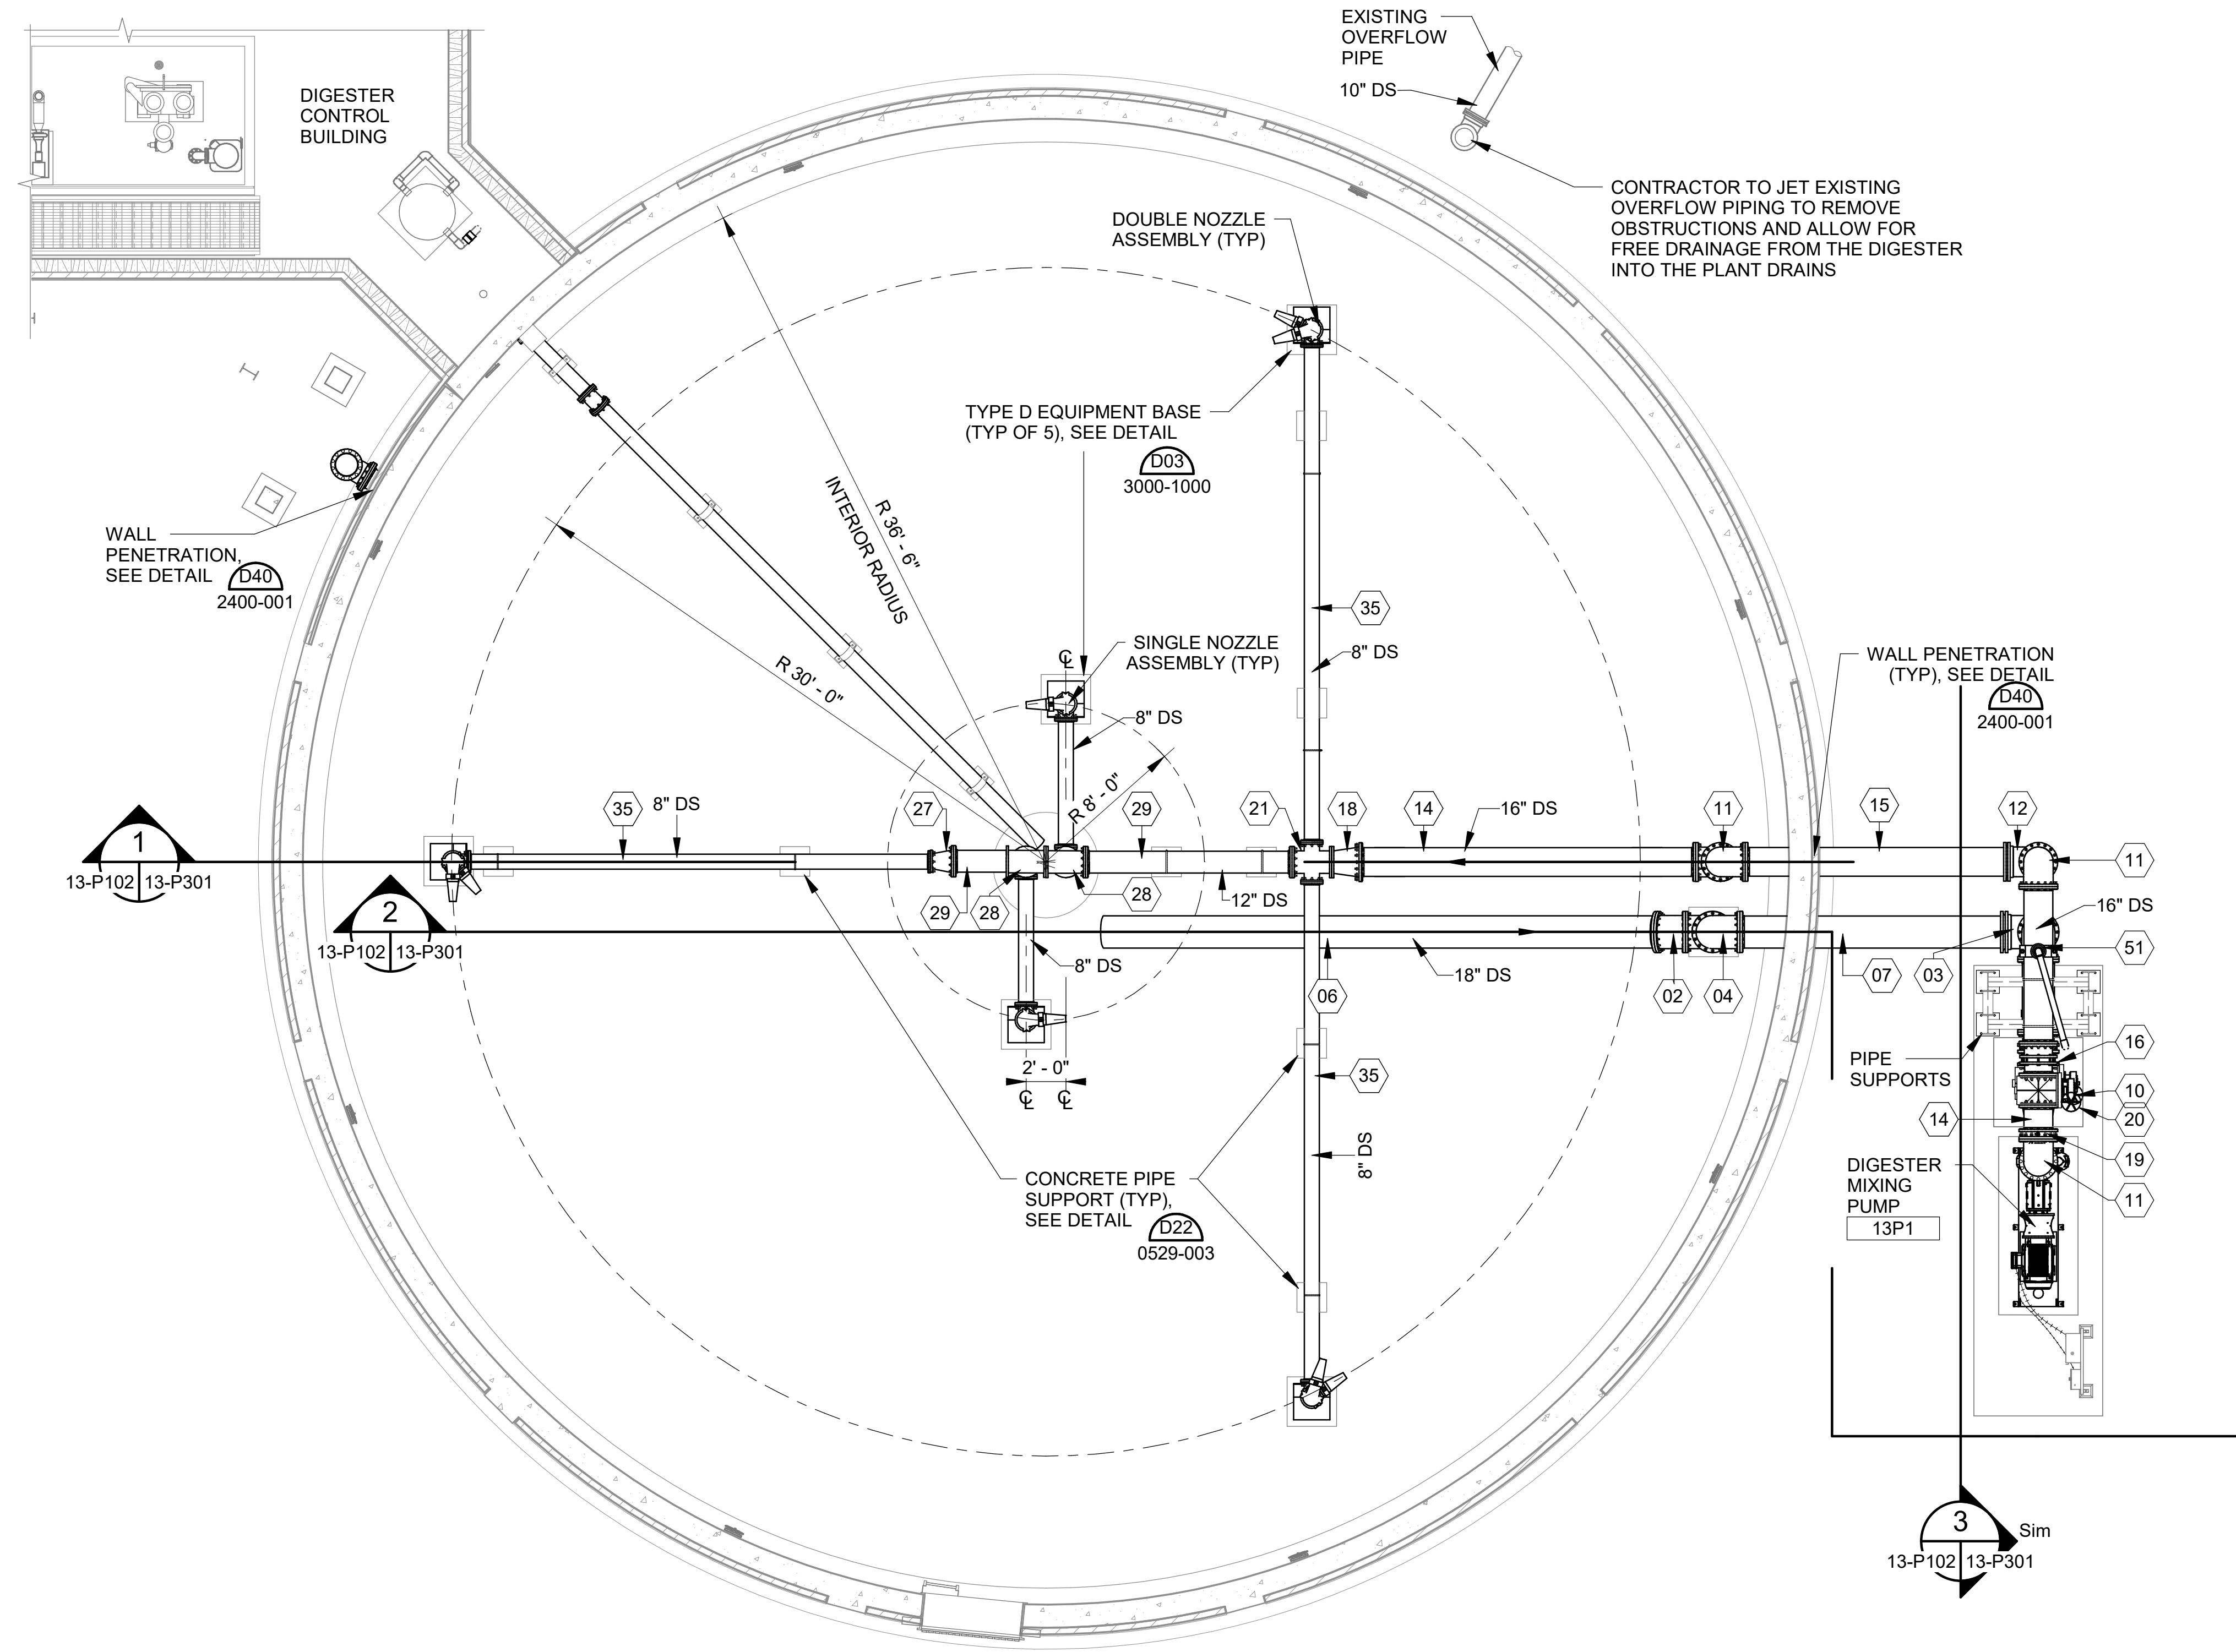 EXISTING
OVERFLOW
PIPE
10" DS
DIGESTER
CONTROL
BUILDING
CONTRACTOR TO JET EXISTING
OVERFLOW PIPING TO REMOVE
OBSTRUCTIONS AND ALLOW FOR
FREE DRAINAGE FROM THE DIGESTER
INTO THE PLANT DRAINS
DOUBLE NOZZLE
ASSEMBLY (TYP)
TYPE D EQUIPMENT BASE
(TYP OF 5), SEE DETAIL
D03
3000-1000
R 36' - 6"
INTERIOR RADIUS
WALL
PENETRATION,
SEE DETAIL
D40
2400-001
35
8" DS
SINGLE NOZZLE
ASSEMBLY (TYP)
CL
R 30' - 0"
8" DS
R 8' - 0"
WALL PENETRATION
(TYP), SEE DETAIL
D40
2400-001
1
13-P102 13-P301
35
8" DS
27
29
21
18
14
16" DS
11
15
12
11
2
13-P102 13-P301
29
28
28
12" DS
16" DS
8" DS
18" DS
06
02
04
07
03
51
2' - 0"
CL
CL
35
8" DS
PIPE
SUPPORTS
16
10
20
14
19
11
DIGESTER
MIXING
PUMP
13P1
CONCRETE PIPE
SUPPORT (TYP),
SEE DETAIL
D22
0529-003
3
Sim
13-P102 13-P301